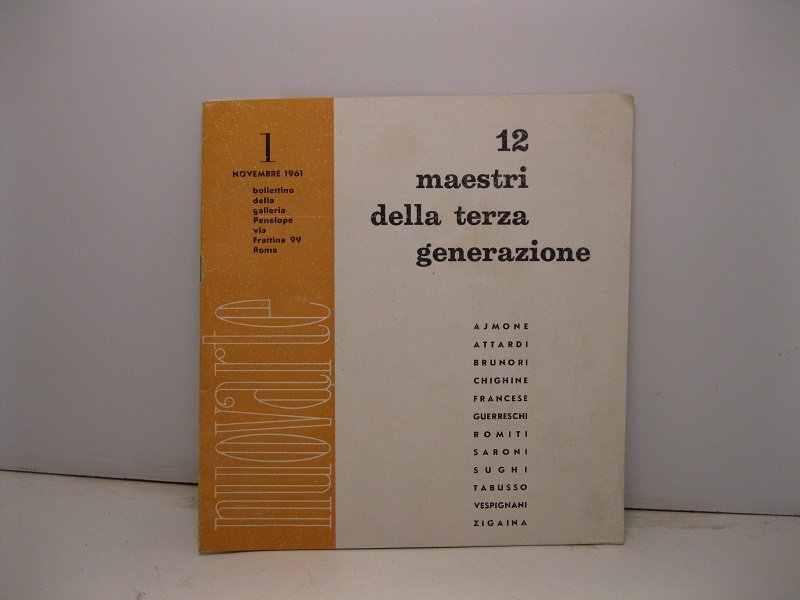 1
NOVEMBRE 1961
bollettino
della
galleria
Penelope
via
Frattina 99
Roma
nuovarte
12
maestri
della terza
generazione
AJMONE
ATTARDI
BRUNORI
CHIGHINE
FRANCESE
GUERRESCHI
ROMITI
SARONI
SUGHI
TABUSSO
VESPIGNANI
ZIGAINA